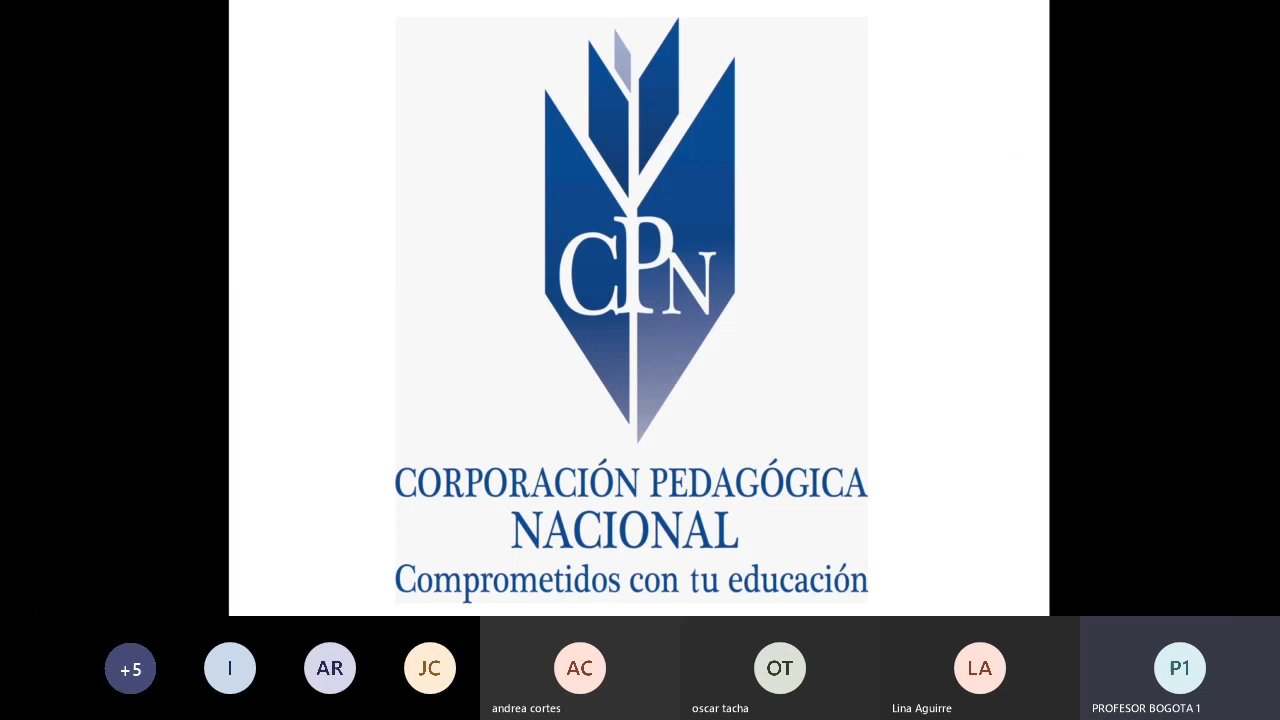 CPN
CORPORACIÓN PEDAGÓGICA
NACIONAL
Comprometidos con tu educación
+5
I
AR
JC
AC
OT
LA
P1
andrea cortes
oscar tacha
Lina Aguirre
PROFESOR BOGOTA 1